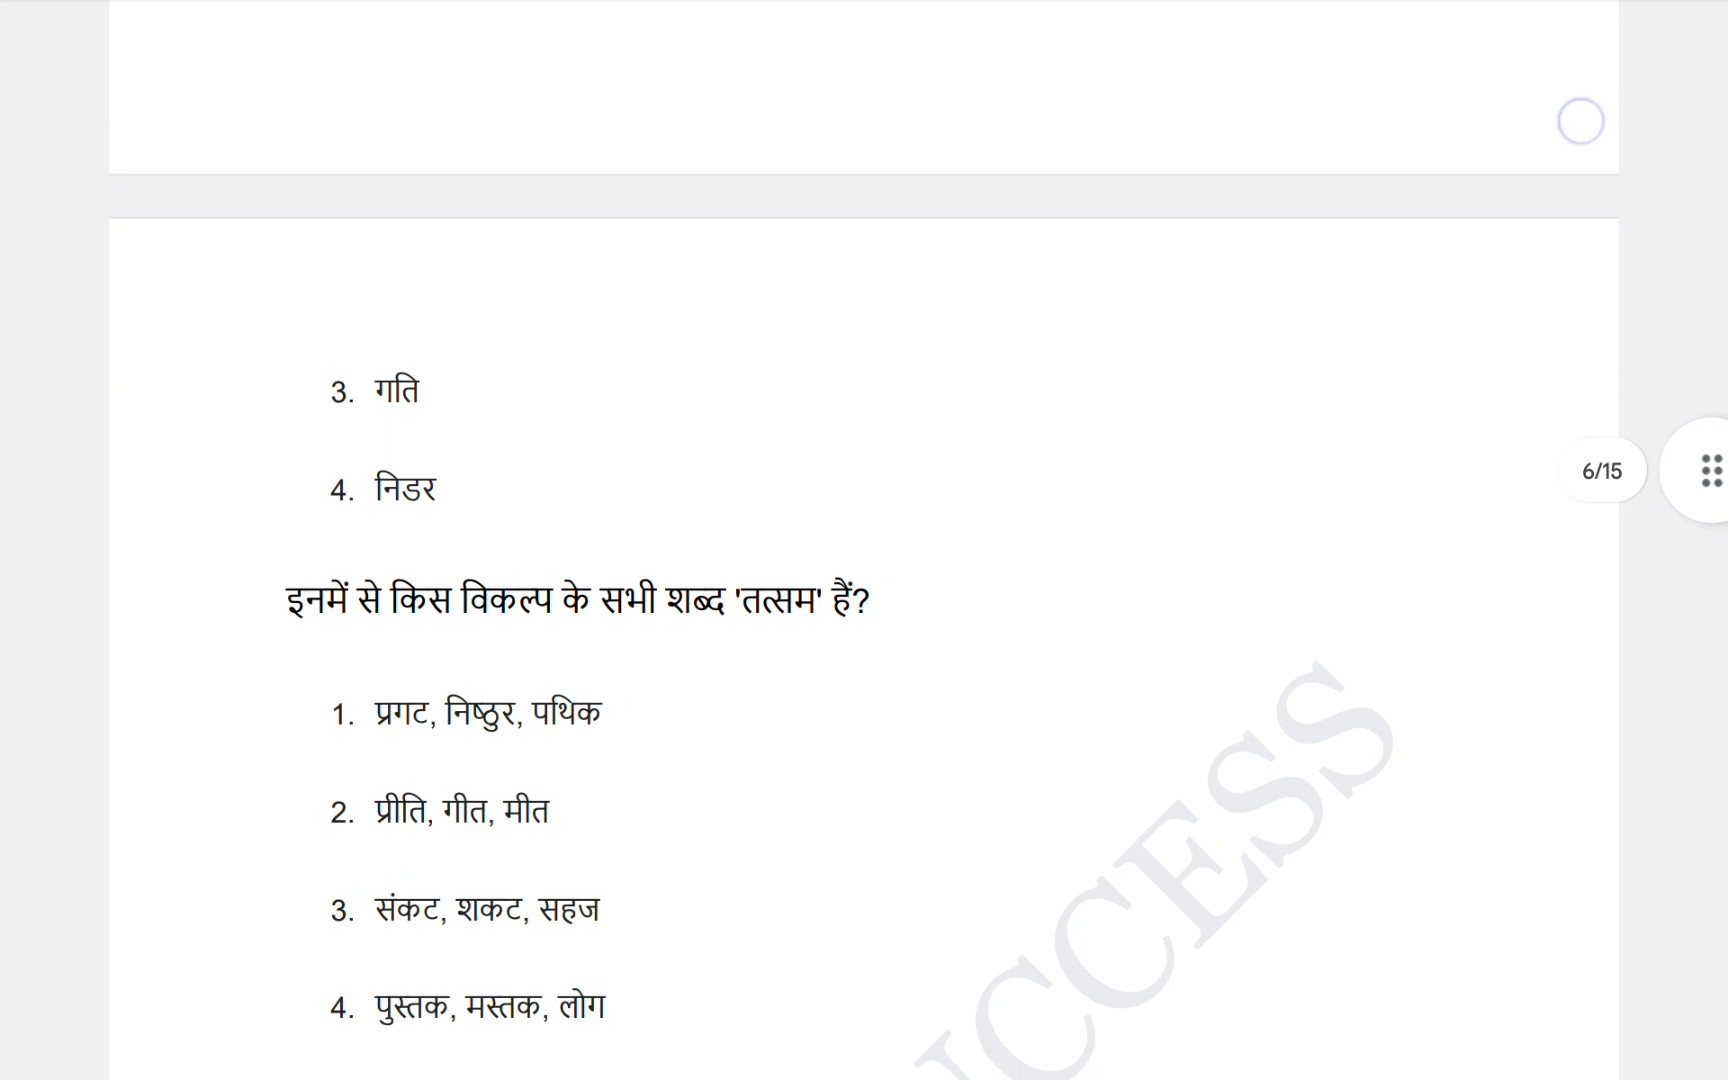 3. गति
4. निडर
6/15
इनमें से किस विकल्प के सभी शब्द 'तत्सम' हैं?
1. प्रगट, निष्ठुर, पथिक
2. प्रीति, गीत, मीत
3. संकट, शकट, सहज
4. पुस्तक, मस्तक, लोग
CCESS